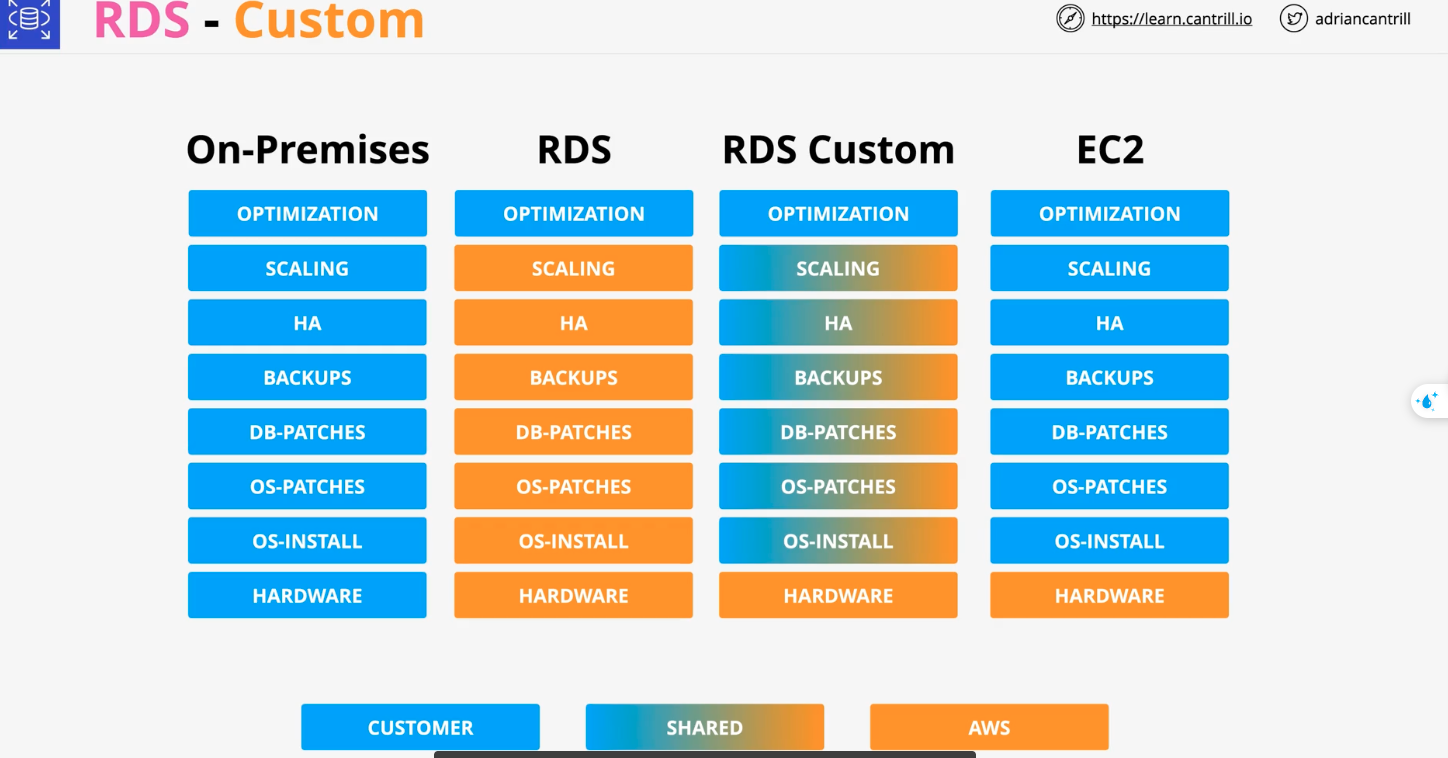 RDS - Custom
https://learn.cantrill.io
adriancantrill
On-Premises RDS RDS Custom EC2
OPTIMIZATION OPTIMIZATION OPTIMIZATION OPTIMIZATION
SCALING SCALING SCALING SCALING
HA HA HA HA
BACKUPS BACKUPS BACKUPS BACKUPS
DB-PATCHES DB-PATCHES DB-PATCHES DB-PATCHES
OS-PATCHES OS-PATCHES OS-PATCHES OS-PATCHES
OS-INSTALL OS-INSTALL OS-INSTALL OS-INSTALL
HARDWARE HARDWARE HARDWARE HARDWARE
CUSTOMER SHARED AWS